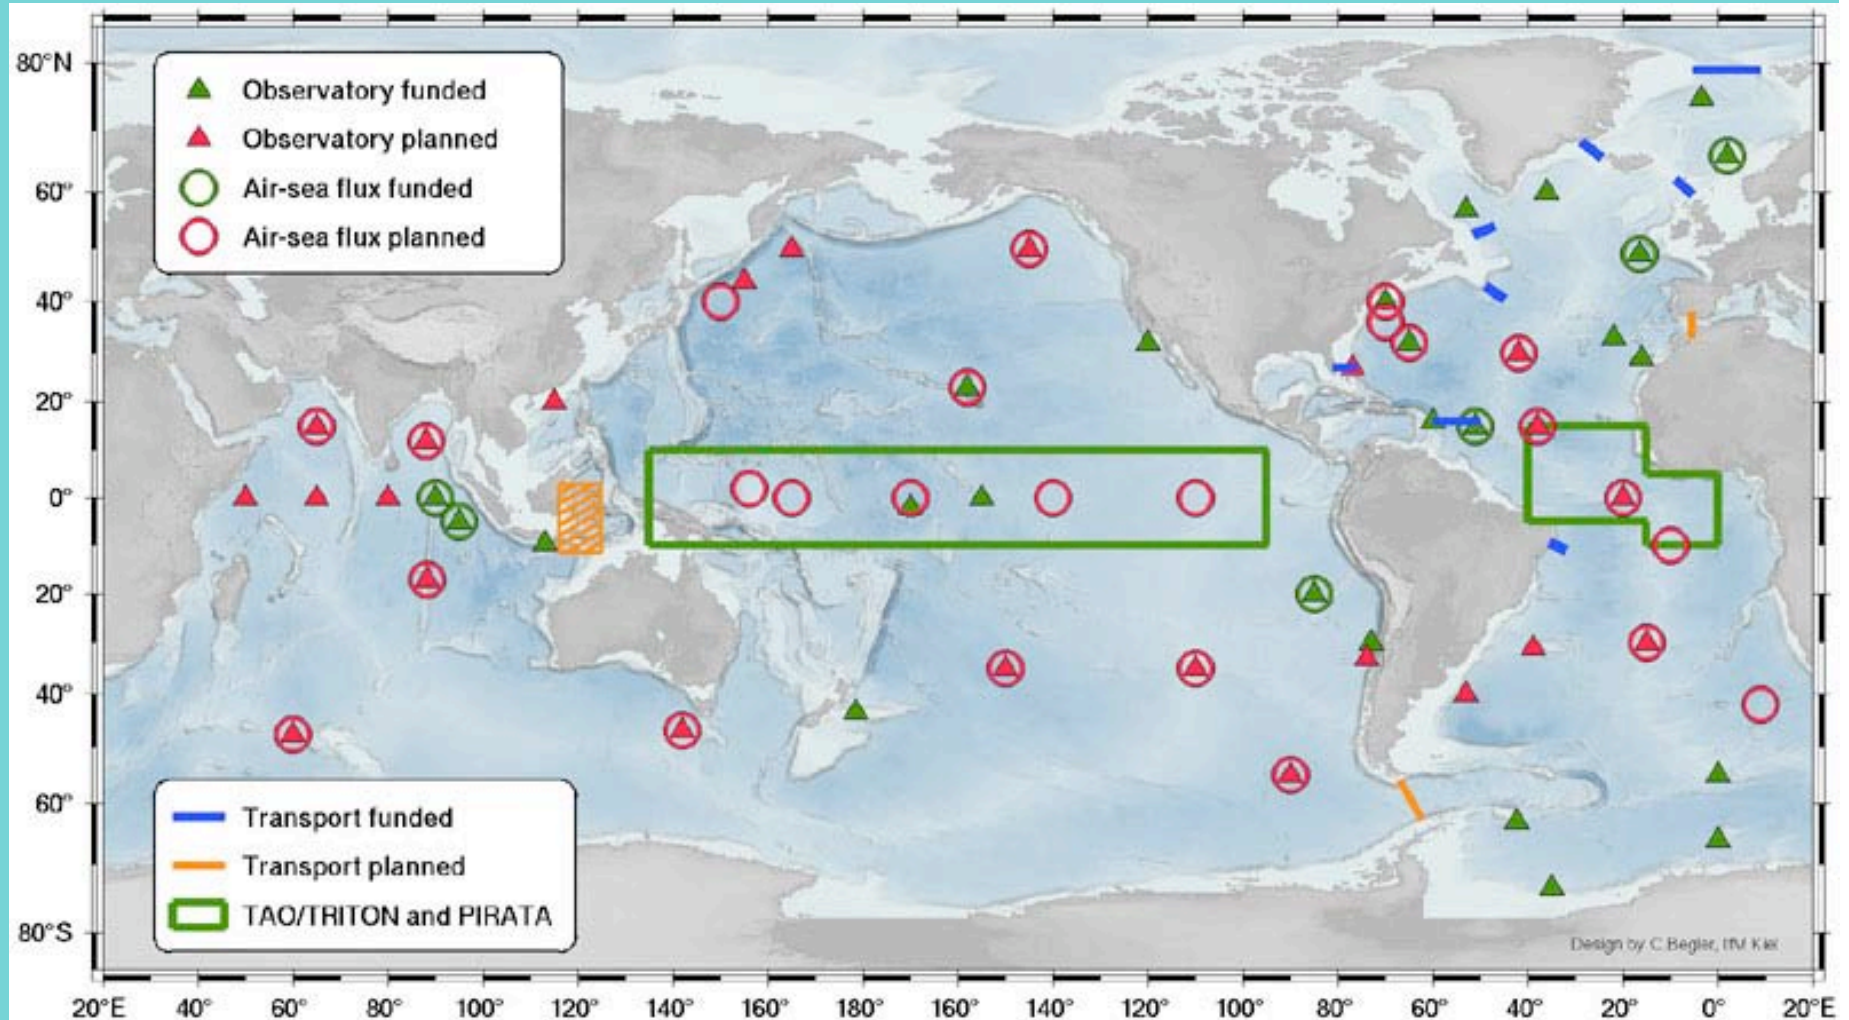 80°N
60°
40°
20°
0°
20°
40°
60°
80°S
Observatory funded
Observatory planned
Air-sea flux funded
Air-sea flux planned
Transport funded
Transport planned
TAO/TRITON and PIRATA
Design by C.Begler, IfM Kiel
20°E 40° 60° 80° 100° 120° 140° 160° 180° 160° 140° 120° 100° 80° 60° 40° 20° 0° 20°E